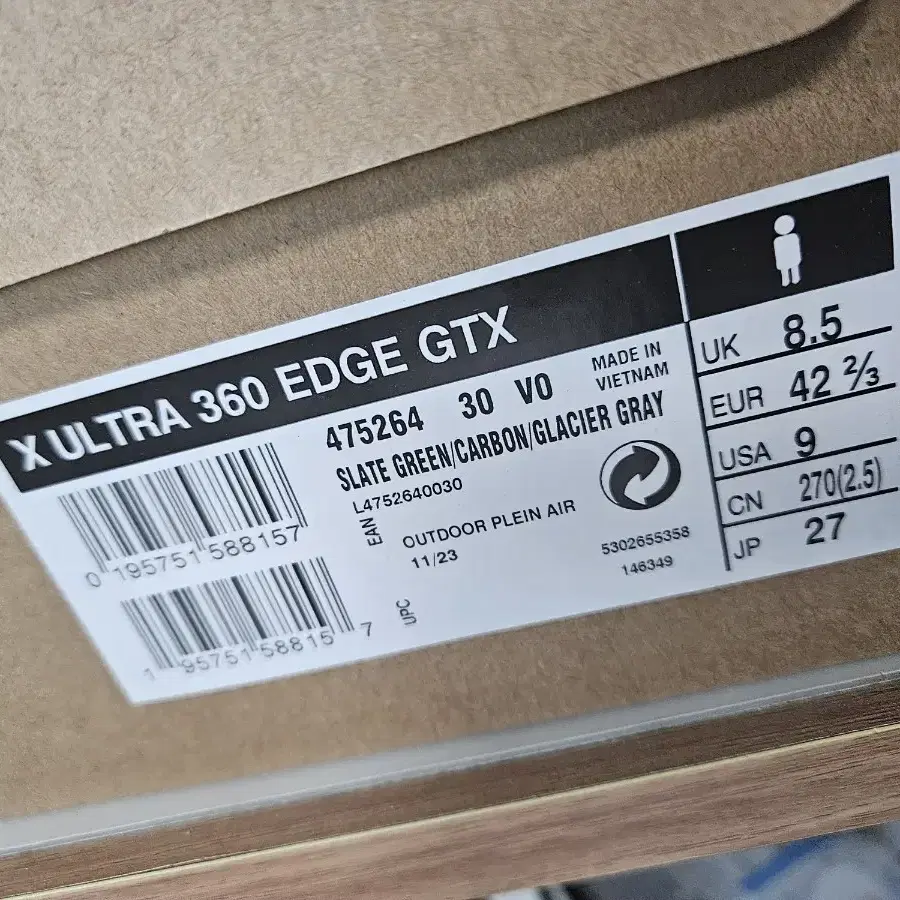 X ULTRA 360 EDGE GTX
475264 30 V0
MADE IN
VIETNAM
SLATE GREEN/CARBON/GLACIER GRAY
L4752640030
EAN
OUTDOOR PLEIN AIR
11/23
0 195751 588157
UPC
1 95751 58815 7
5302655358
146349
UK 8.5
EUR 42 ⅔
USA 9
CN 270(2.5)
JP 27